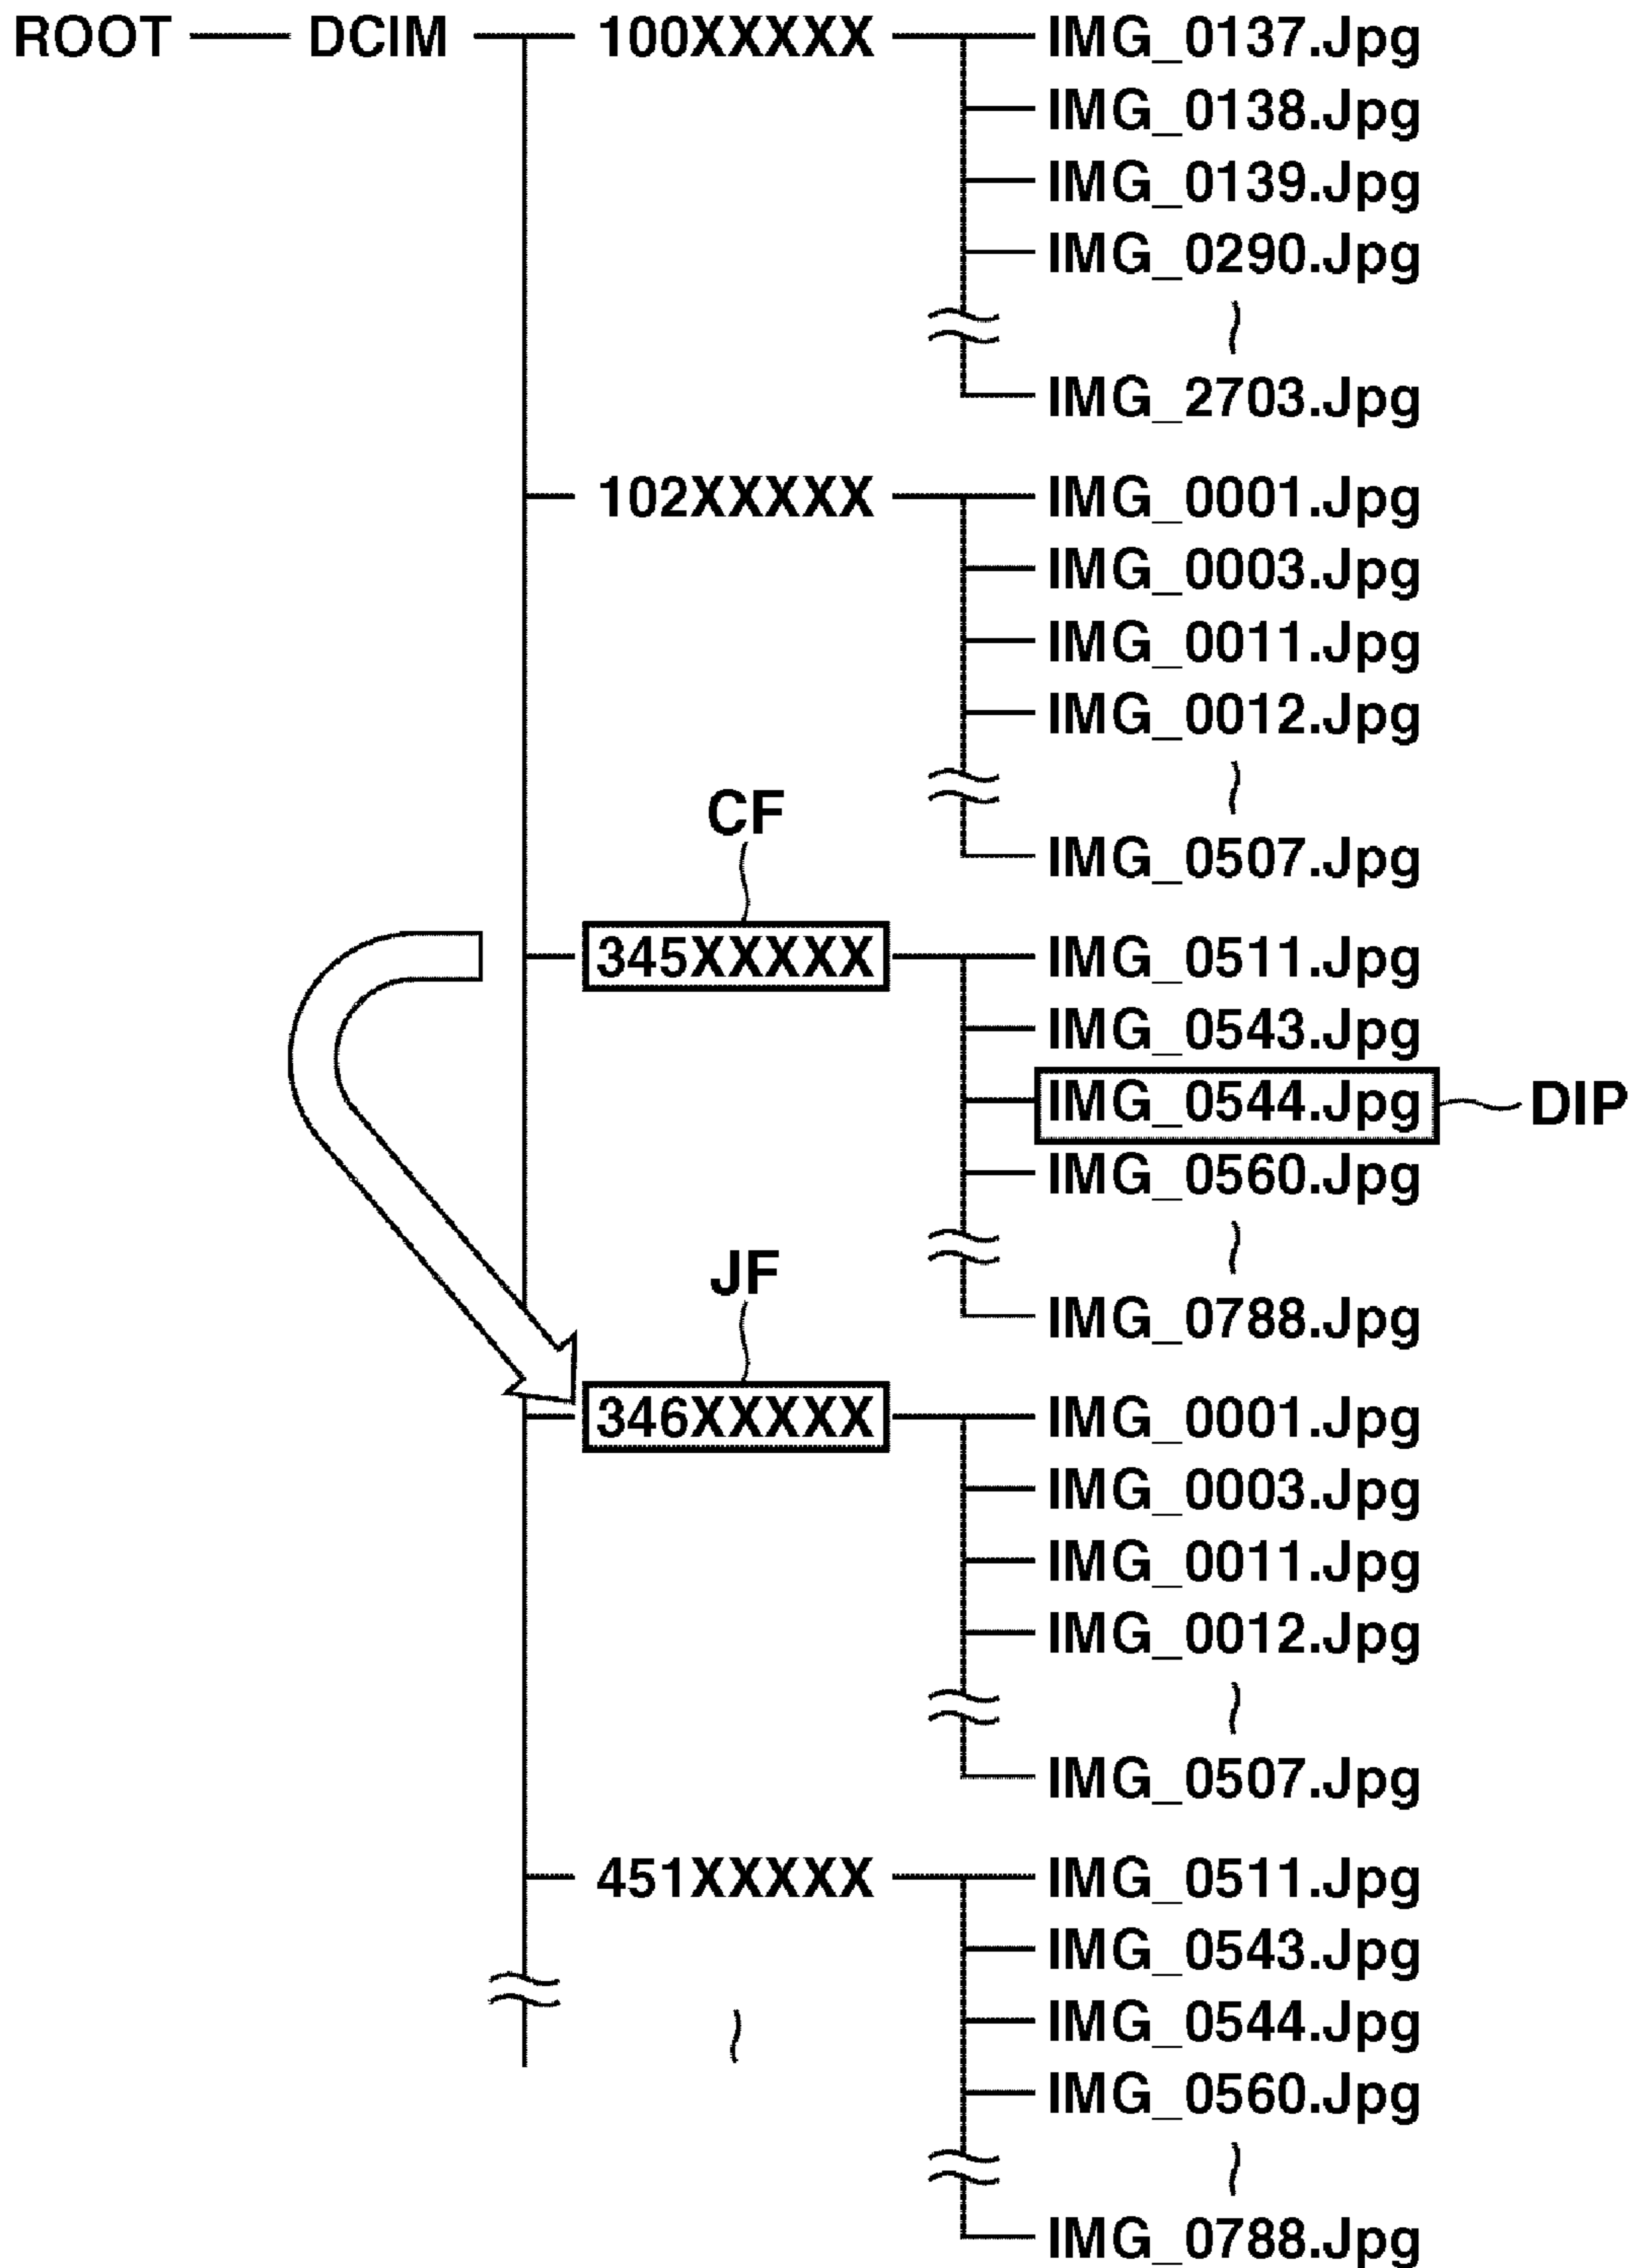 ROOT DCIM 100XXXXX IMG_0137.Jpg
IMG_0138.Jpg
IMG_0139.Jpg
IMG_0290.Jpg
IMG_2703.Jpg
102XXXXX IMG_0001.Jpg
IMG_0003.Jpg
IMG_0011.Jpg
IMG_0012.Jpg
CF
IMG_0507.Jpg
345XXXXX IMG_0511.Jpg
IMG_0543.Jpg
IMG_0544.Jpg DIP
IMG_0560.Jpg
JF
IMG_0788.Jpg
346XXXXX IMG_0001.Jpg
IMG_0003.Jpg
IMG_0011.Jpg
IMG_0012.Jpg
IMG_0507.Jpg
451XXXXX IMG_0511.Jpg
IMG_0543.Jpg
IMG_0544.Jpg
IMG_0560.Jpg
IMG_0788.Jpg